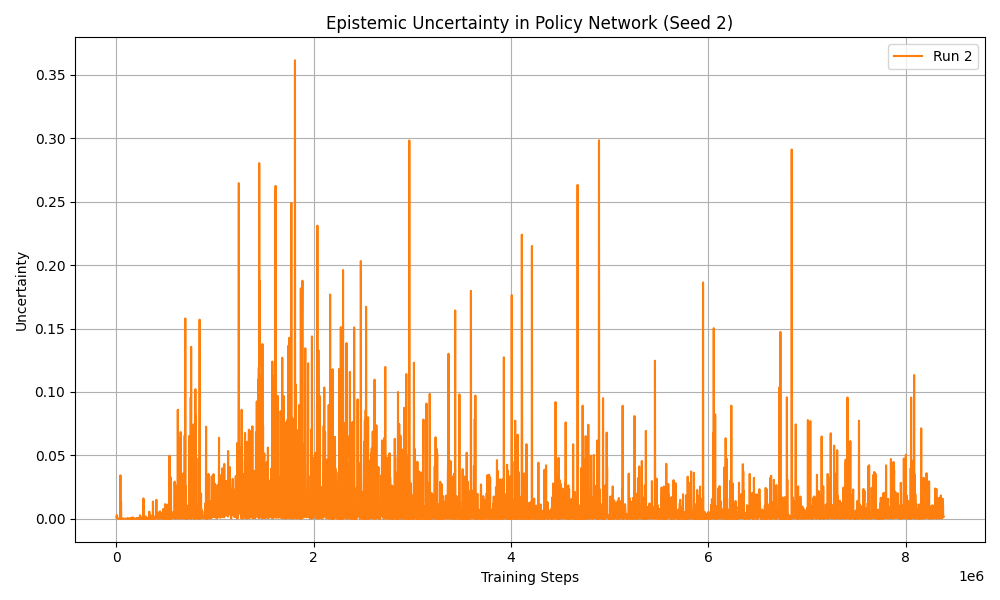 Epistemic Uncertainty in Policy Network (Seed 2)
Run 2
Uncertainty
0.35
0.30
0.25
0.20
0.15
0.10
0.05
0.00
0 2 4 6 8
1e6
Training Steps